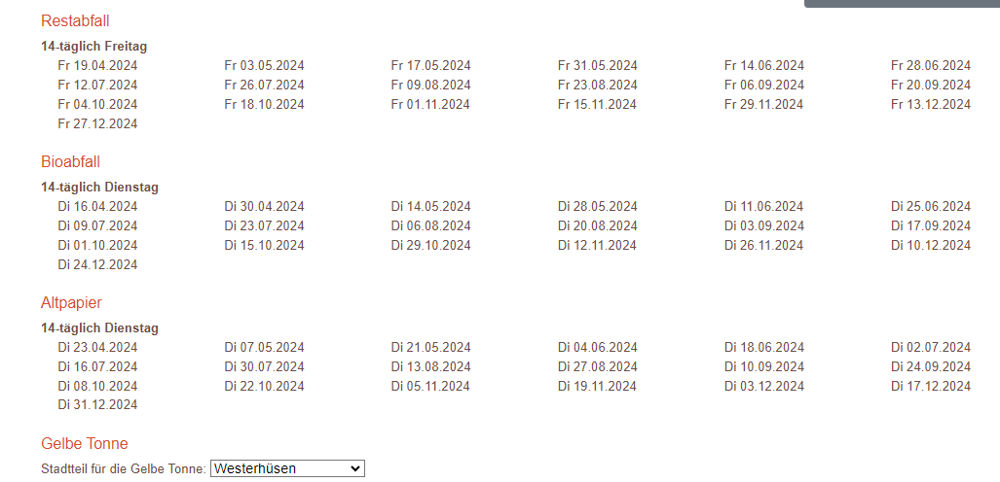 Restabfall
14-täglich Freitag
Fr 19.04.2024 Fr 03.05.2024 Fr 17.05.2024 Fr 31.05.2024 Fr 14.06.2024 Fr 28.06.2024
Fr 12.07.2024 Fr 26.07.2024 Fr 09.08.2024 Fr 23.08.2024 Fr 06.09.2024 Fr 20.09.2024
Fr 04.10.2024 Fr 18.10.2024 Fr 01.11.2024 Fr 15.11.2024 Fr 29.11.2024 Fr 13.12.2024
Fr 27.12.2024
Bioabfall
14-täglich Dienstag
Di 16.04.2024 Di 30.04.2024 Di 14.05.2024 Di 28.05.2024 Di 11.06.2024 Di 25.06.2024
Di 09.07.2024 Di 23.07.2024 Di 06.08.2024 Di 20.08.2024 Di 03.09.2024 Di 17.09.2024
Di 01.10.2024 Di 15.10.2024 Di 29.10.2024 Di 12.11.2024 Di 26.11.2024 Di 10.12.2024
Di 24.12.2024
Altpapier
14-täglich Dienstag
Di 23.04.2024 Di 07.05.2024 Di 21.05.2024 Di 04.06.2024 Di 18.06.2024 Di 02.07.2024
Di 16.07.2024 Di 30.07.2024 Di 13.08.2024 Di 27.08.2024 Di 10.09.2024 Di 24.09.2024
Di 08.10.2024 Di 22.10.2024 Di 05.11.2024 Di 19.11.2024 Di 03.12.2024 Di 17.12.2024
Di 31.12.2024
Gelbe Tonne
Stadtteil für die Gelbe Tonne: Westerhüsen